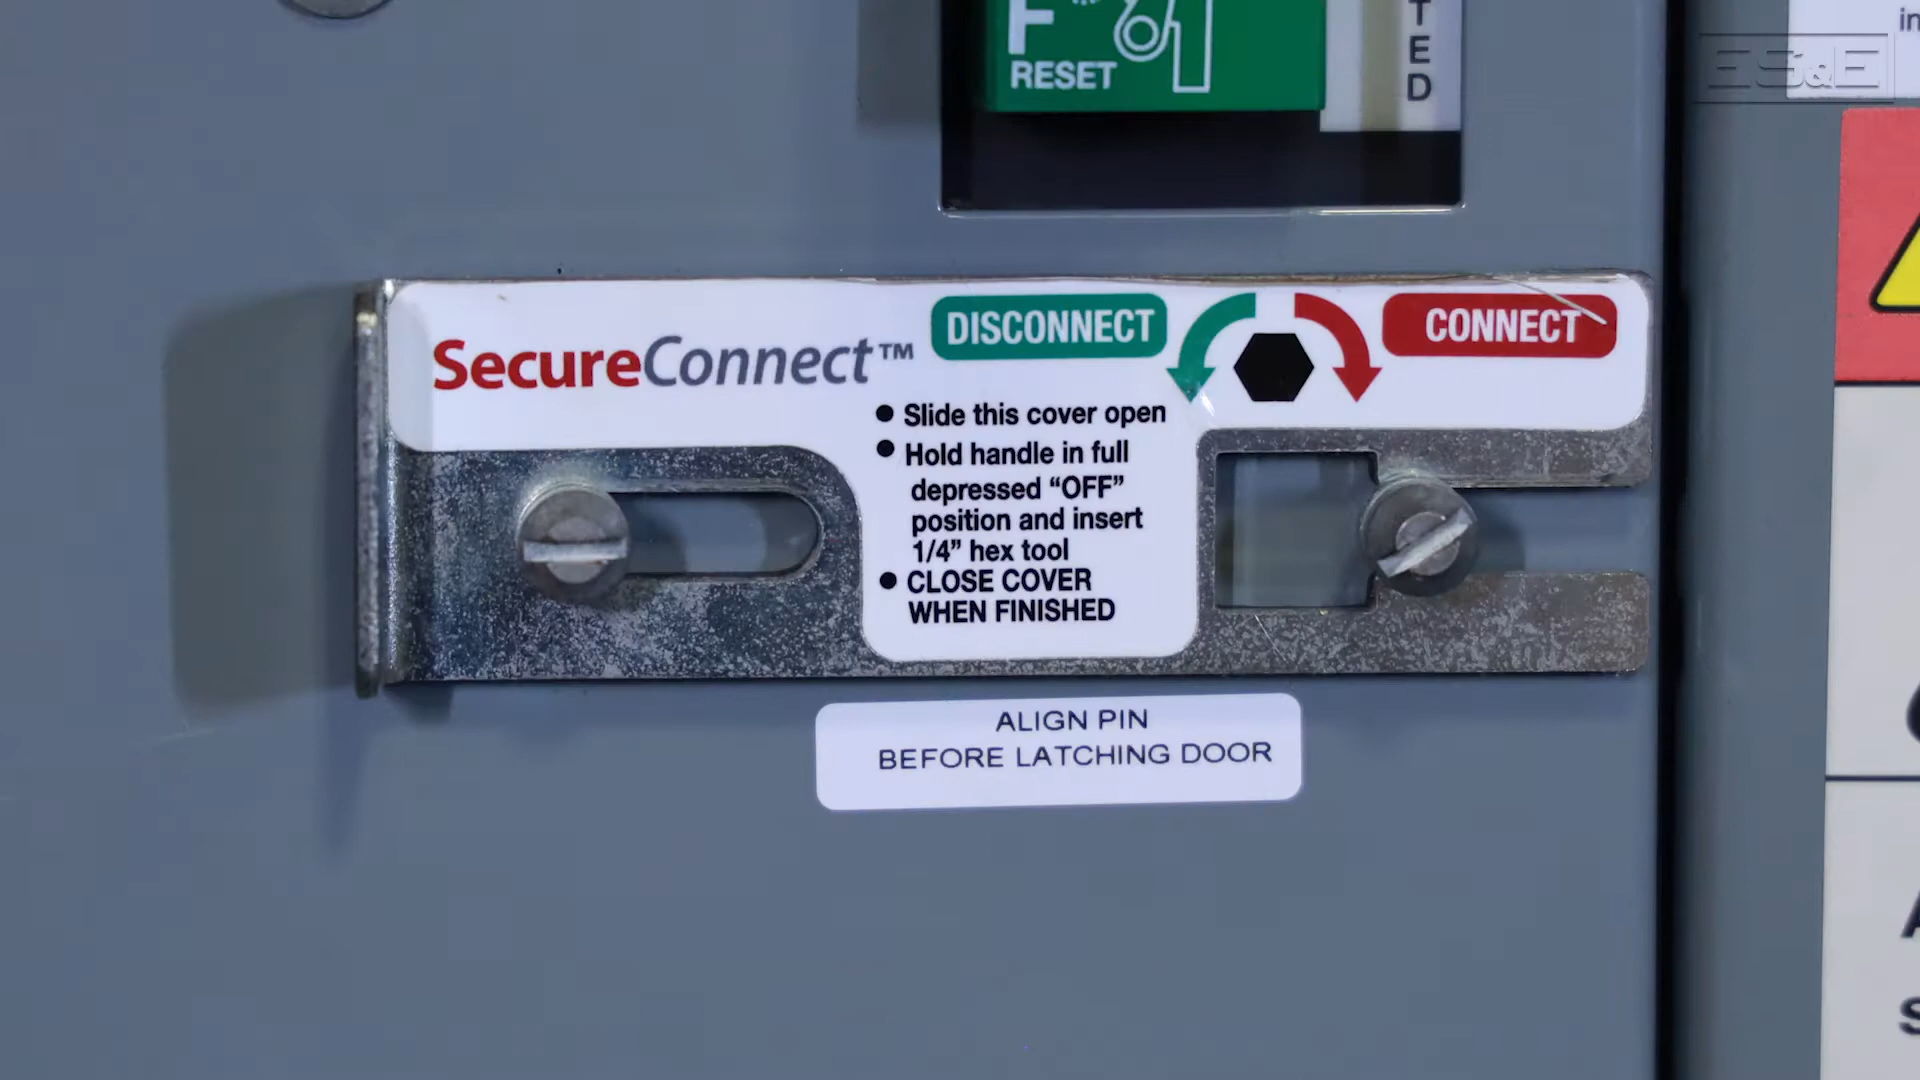 F
RESET
TED
ES&E
SecureConnect™
DISCONNECT
CONNECT
● Slide this cover open
● Hold handle in full
depressed “OFF”
position and insert
1/4” hex tool
● CLOSE COVER
WHEN FINISHED
ALIGN PIN
BEFORE LATCHING DOOR